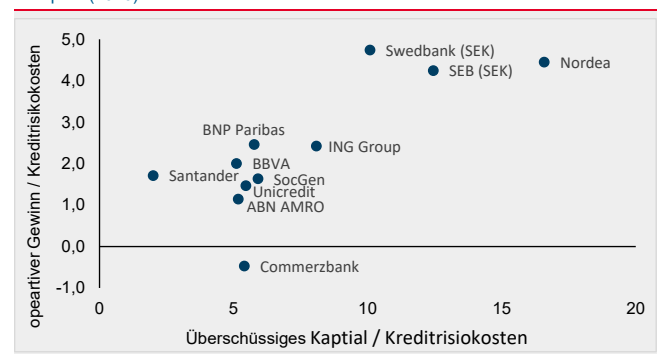 opeartiver Gewinn / Kreditrisikokosten
5,0
4,0
3,0
2,0
1,0
0,0
-1,0
Swedbank (SEK)
SEB (SEK)
Nordea
BNP Paribas
ING Group
BBVA
Santander
SocGen
Unicredit
ABN AMRO
Commerzbank
0 5 10 15 20
Überschüssiges Kaptial / Kreditrisiokosten